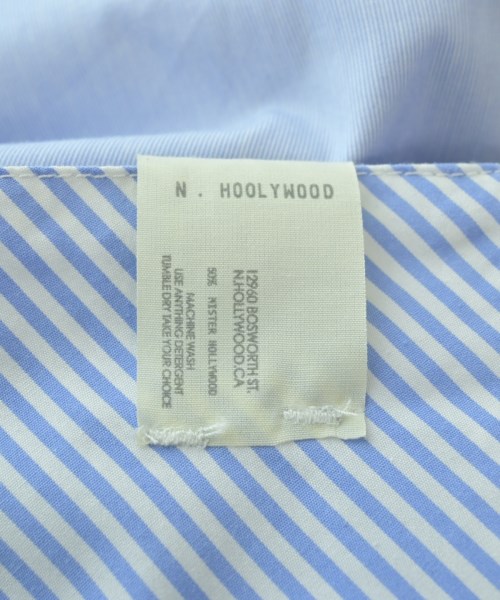 N. HOOLYWOOD
12960 BOSWORTH ST.
N.HOLLYWOOD.CA
50% MISTER HOLLYWOOD
MACHINE WASH
USE ANYTHING DETERGENT
TUMBLE DRY TAKE YOUR CHOICE